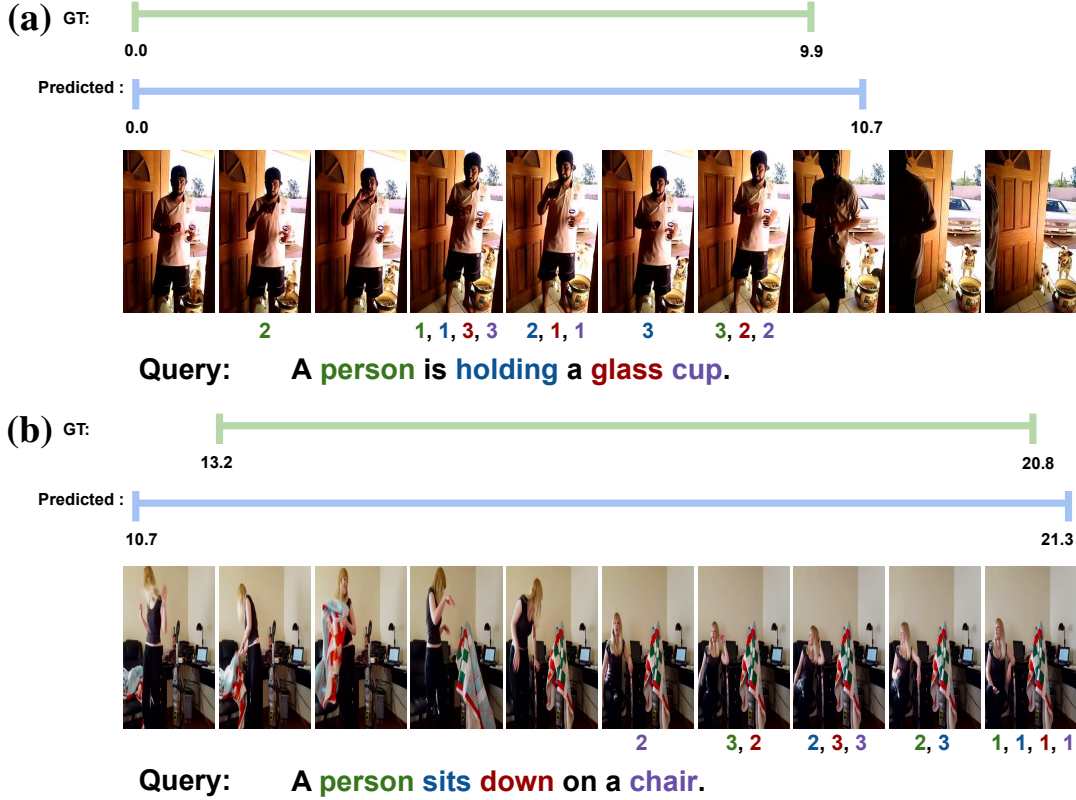 (a) GT:
0.0 9.9
Predicted :
0.0 10.7
2 1, 1, 3, 3 2, 1, 1 3 3, 2, 2
Query: A person is holding a glass cup.
(b) GT:
13.2 20.8
Predicted :
10.7 21.3
2 3, 2 2, 3, 3 2, 3 1, 1, 1, 1
Query: A person sits down on a chair.